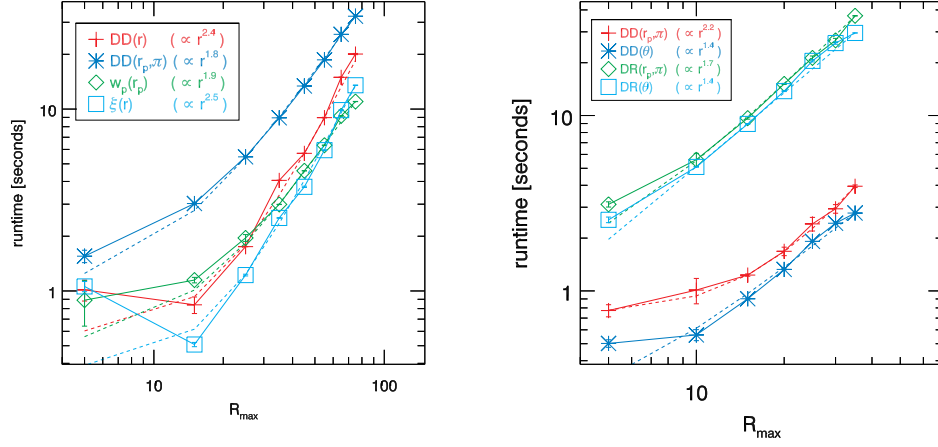 DD(r) (∝ r^2.4)
DD(r_p,π) (∝ r^1.8)
w_p(r_p) (∝ r^1.9)
ξ(r) (∝ r^2.5)
10
1
runtime [seconds]
10
100
R_max
DD(r_p,π) (∝ r^2.2)
DD(θ) (∝ r^1.4)
DR(r_p,π) (∝ r^1.7)
DR(θ) (∝ r^1.4)
10
1
runtime [seconds]
10
R_max